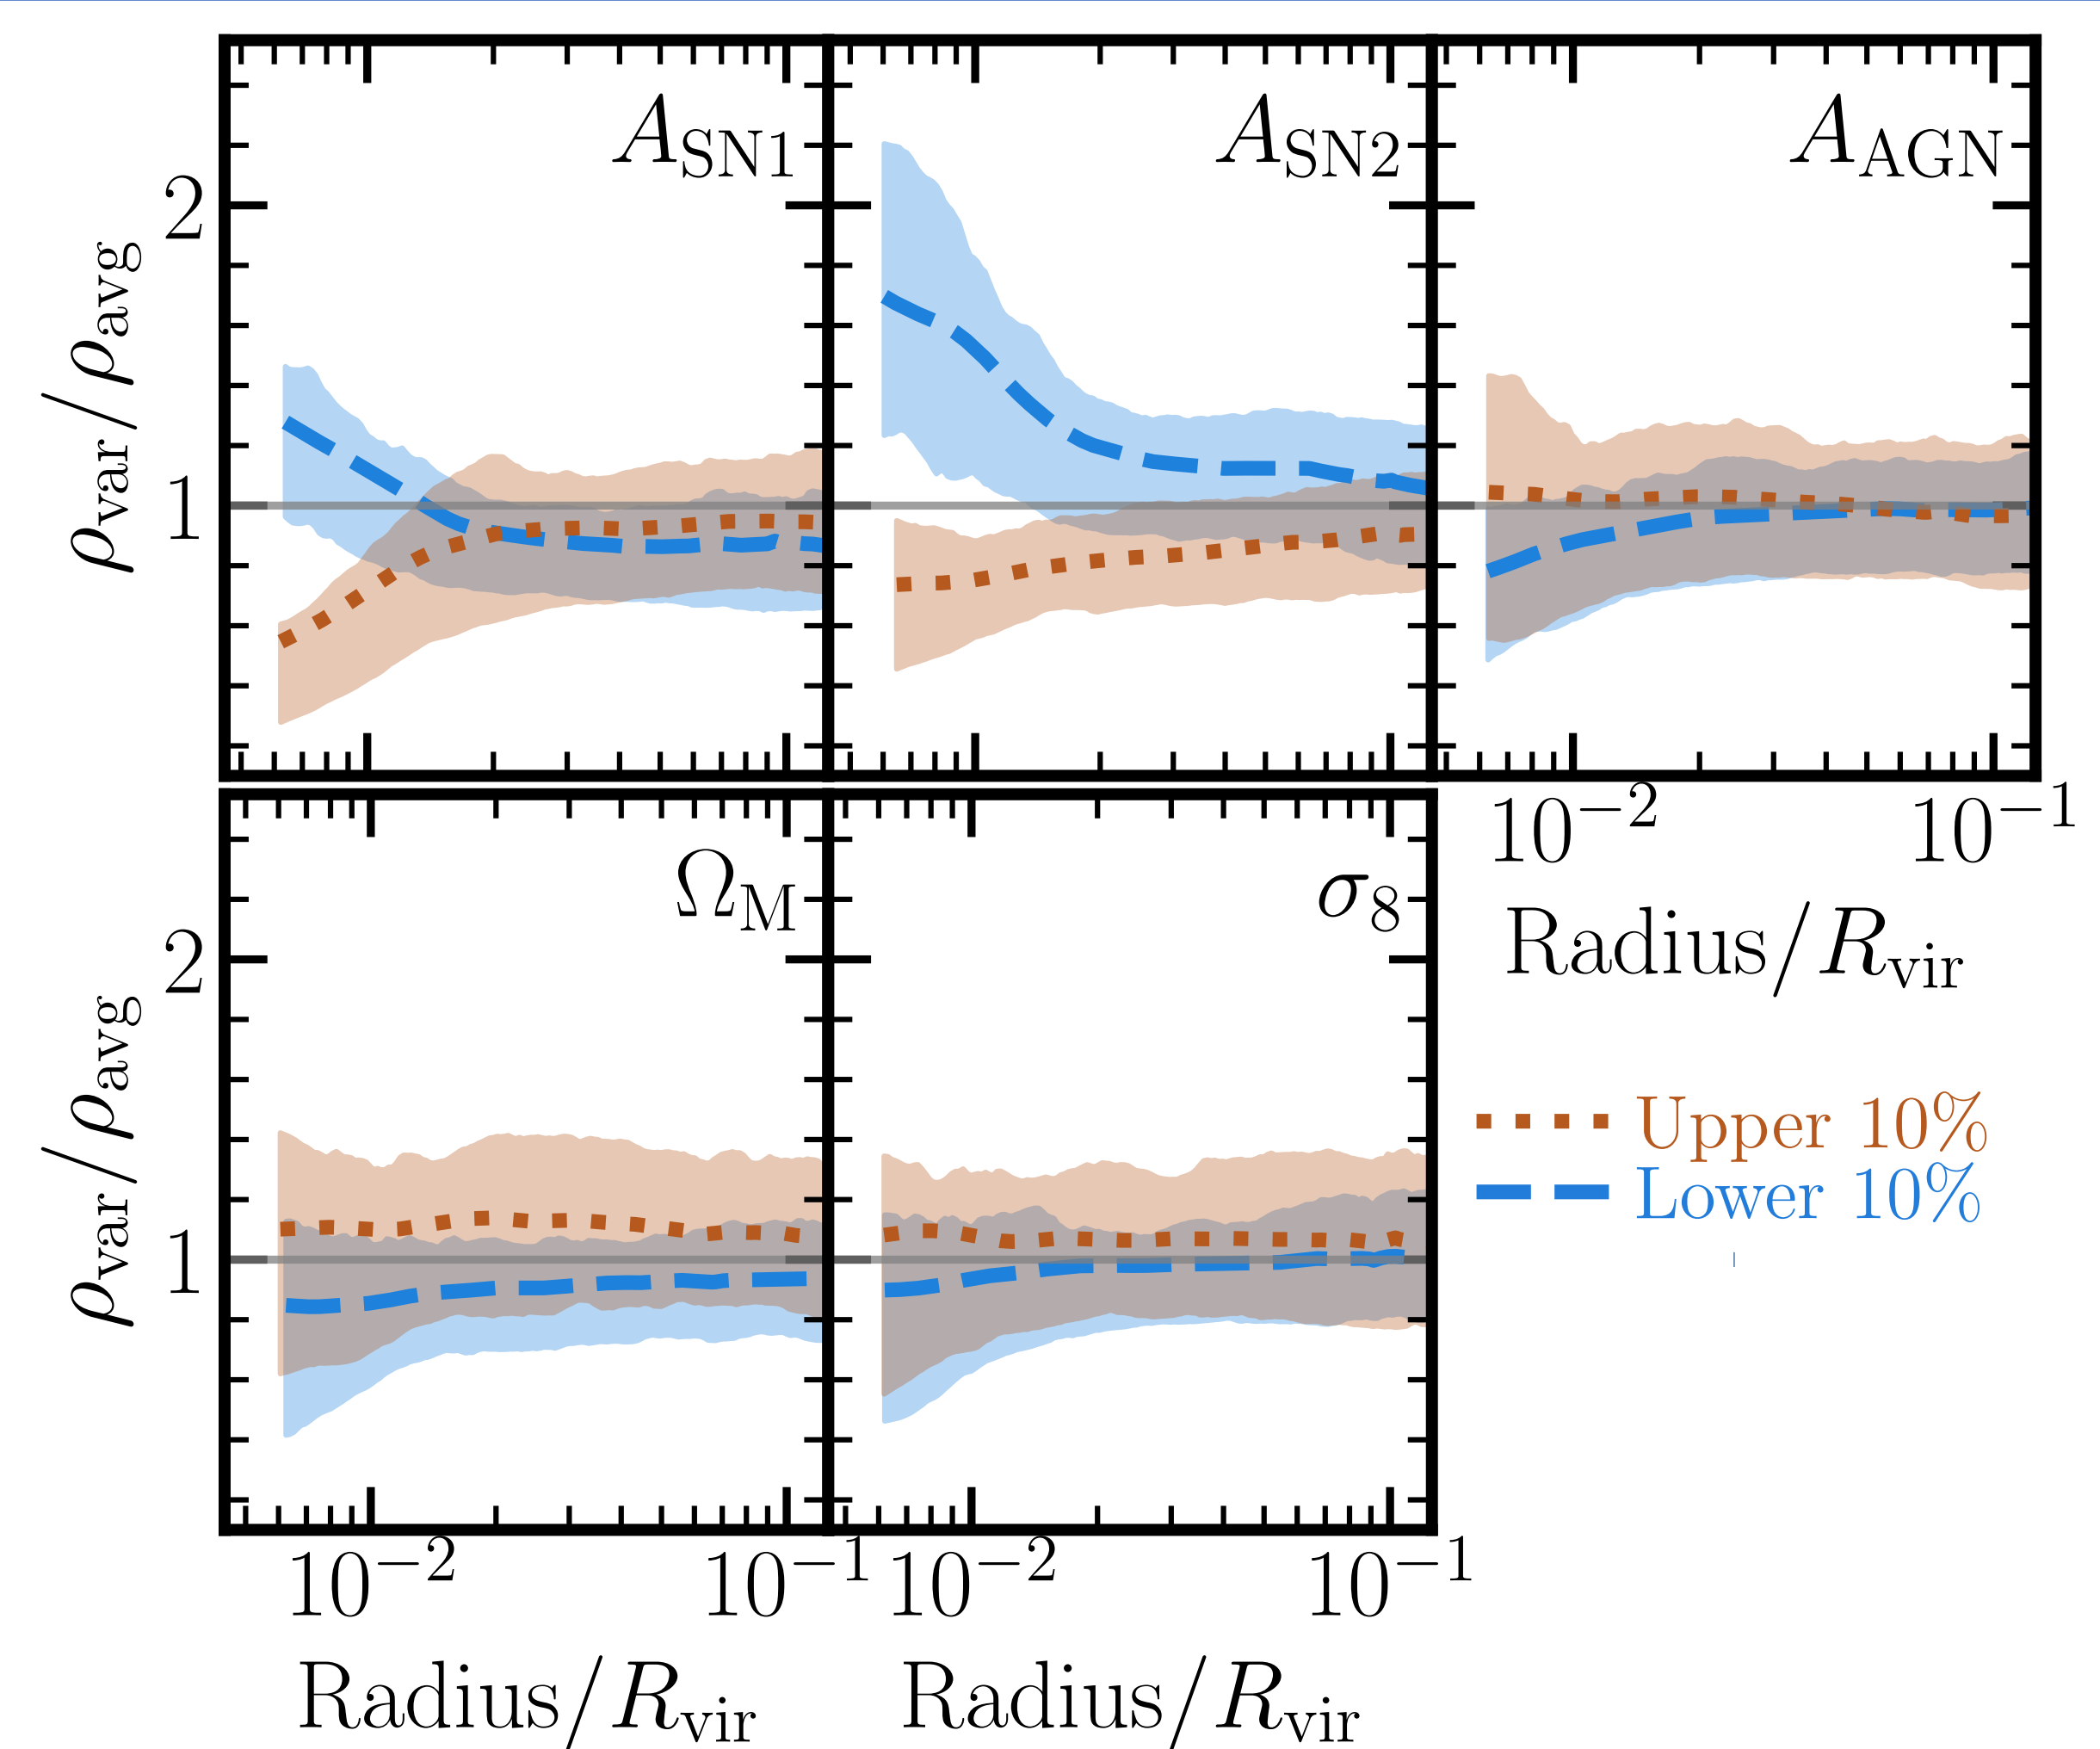 A_SN1
A_SN2
A_AGN
ρ_var/ρ_avg
2
1
10⁻²
10⁻¹
Radius/R_vir
Ω_M
σ_8
ρ_var/ρ_avg
2
1
Upper 10%
Lower 10%
10⁻²
10⁻¹
10⁻²
10⁻¹
Radius/R_vir
Radius/R_vir